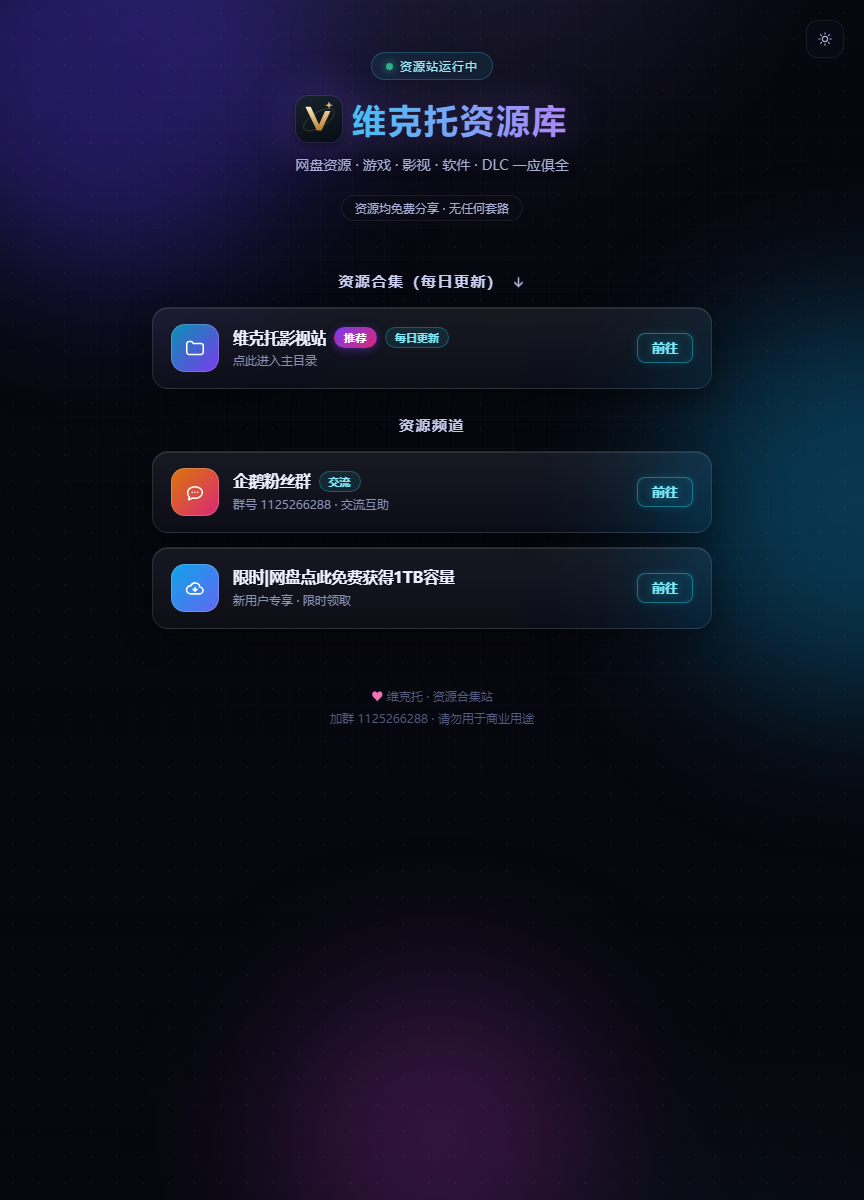 资源站运行中
维克托资源库
网盘资源 · 游戏 · 影视 · 软件 · DLC 一应俱全
资源均免费分享 · 无任何套路
资源合集（每日更新） ↓
维克托影视站 推荐 每日更新
点此进入主目录
前往
资源频道
企鹅粉丝群 交流
群号 1125266288 · 交流互助
前往
限时|网盘点此免费获得1TB容量
新用户专享 · 限时领取
前往
♥ 维克托 · 资源合集站
加群 1125266288 · 请勿用于商业用途